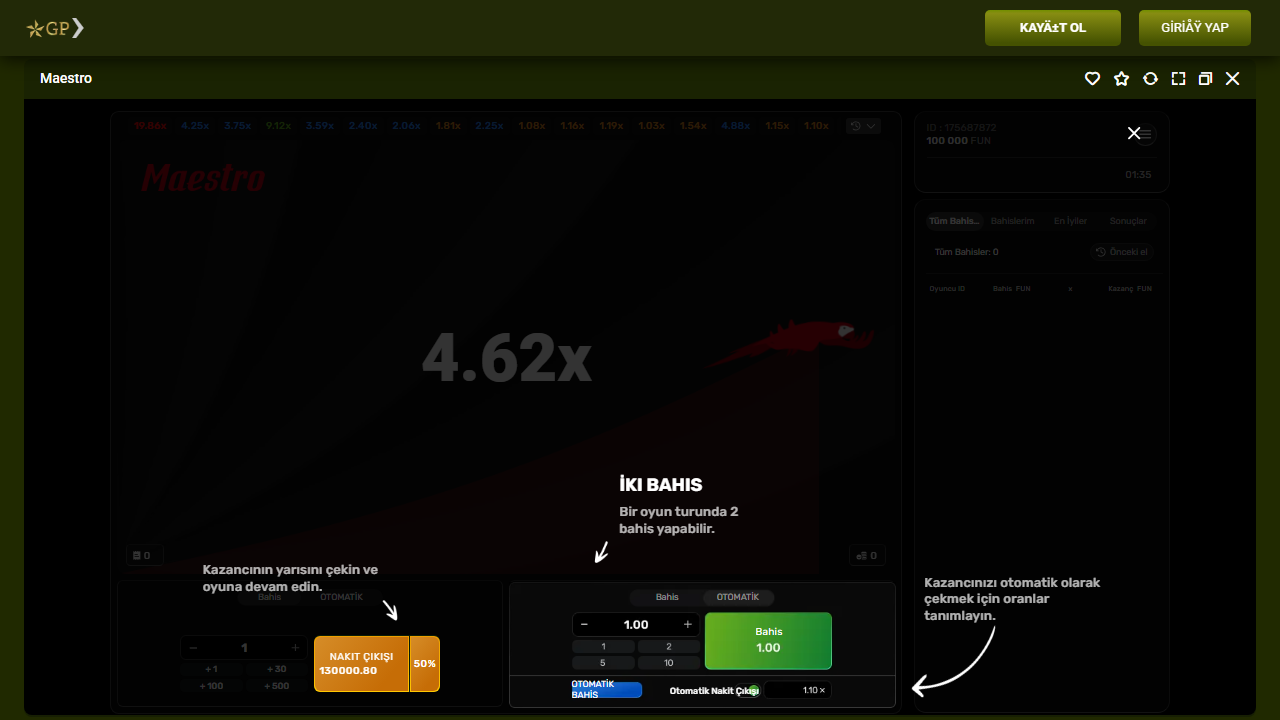 GP
KAYÄ±T OL
GİRİÅŸ YAP
Maestro
19.86x 4.25x 3.75x 9.12x 3.59x 2.40x 2.06x 1.81x 2.25x 1.08x 1.16x 1.19x 1.03x 1.54x 4.88x 1.15x 1.10x
ID : 175687872
100 000 FUN
01:35
Maestro
Tüm Bahis... Bahislerim En İyiler Sonuçlar
Tüm Bahisler: 0 Önceki el
Oyuncu ID Bahis FUN x Kazanç FUN
4.62x
İKI BAHIS
Bir oyun turunda 2
bahis yapabilir.
0
0
Kazancının yarısını çekin ve
oyuna devam edin.
Bahis OTOMATİK
1
+1 +30
+100 +500
NAKIT ÇIKIŞI
130000.80
50%
Bahis OTOMATİK
− 1.00 +
1 2
5 10
Bahis
1.00
OTOMATİK
BAHİS
Otomatik Nakit Çıkışı
1.10 ×
Kazancınızı otomatik olarak
çekmek için oranlar
tanımlayın.